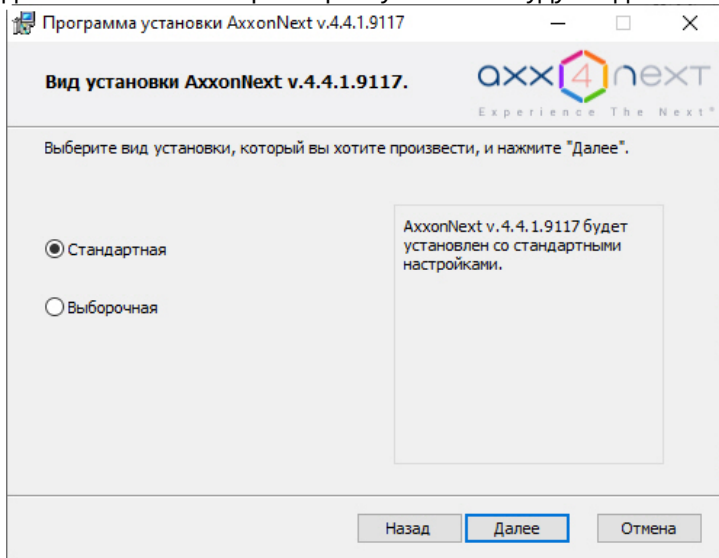 Программа установки AxxonNext v.4.4.1.9117
Вид установки AxxonNext v.4.4.1.9117.
axx4next
Experience The Next®
Выберите вид установки, который вы хотите произвести, и нажмите "Далее".
Стандартная
Выборочная
AxxonNext v.4.4.1.9117 будет
установлен со стандартными
настройками.
Назад
Далее
Отмена